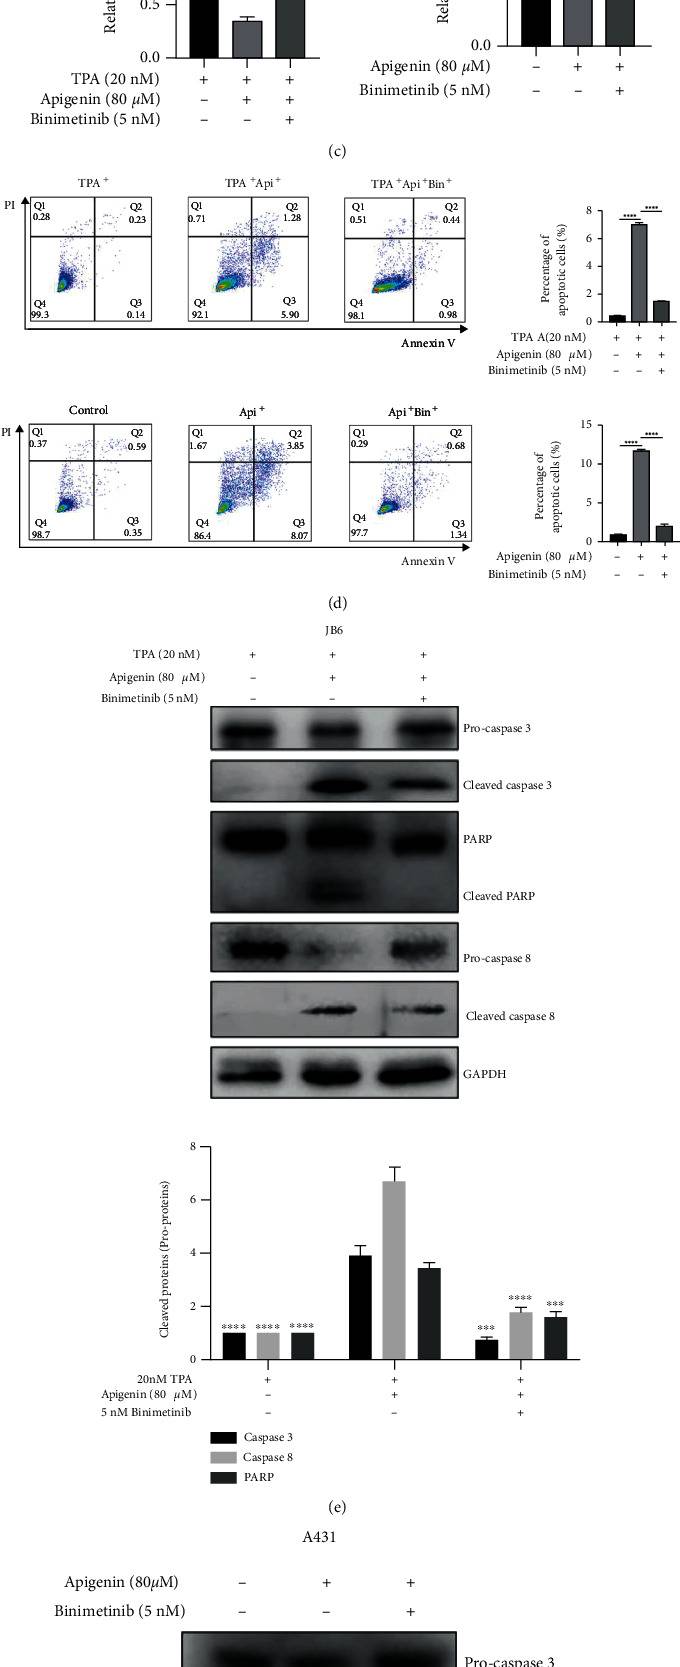 Relat
0.5
0.0
TPA (20 nM) + + +
Apigenin (80 μM) – + +
Binimetinib (5 nM) – – +
Rela
0.0
Apigenin (80 μM) – + +
Binimetinib (5 nM) – – +
(c)
TPA + TPA +Api + TPA +Api +Bin +
PI
Q1 0.28 Q2 0.23
Q4 99.3 Q3 0.14
Q1 0.71 Q2 1.28
Q4 92.1 Q3 5.90
Q1 0.51 Q2 0.44
Q4 98.1 Q3 0.98
Annexin V
Percentage of
apoptotic cells (%)
8
6
4
2
0
**** ****
TPA A(20 nM) + + +
Apigenin (80 μM) – + +
Binimetinib (5 nM) – – +
Control Api + Api +Bin +
PI
Q1 0.37 Q2 0.59
Q4 98.7 Q3 0.35
Q1 1.67 Q2 3.85
Q4 86.4 Q3 8.07
Q1 0.29 Q2 0.68
Q4 97.7 Q3 1.34
Annexin V
Percentage of
apoptotic cells (%)
15
10
5
0
**** ****
Apigenin (80 μM) – + +
Binimetinib (5 nM) – – +
(d)
JB6
TPA (20 nM) + + +
Apigenin (80 μM) – + +
Binimetinib (5 nM) – – +
Pro-caspase 3
Cleaved caspase 3
PARP
Cleaved PARP
Pro-caspase 8
Cleaved caspase 8
GAPDH
Cleaved proteins (Pro-proteins)
8
6
4
2
0
**** **** **** *** **** ***
20nM TPA + + +
Apigenin (80 μM) – + +
5 nM Binimetinib – – +
Caspase 3
Caspase 8
PARP
(e)
A431
Apigenin (80μM) – + +
Binimetinib (5 nM) – – +
Pro-caspase 3